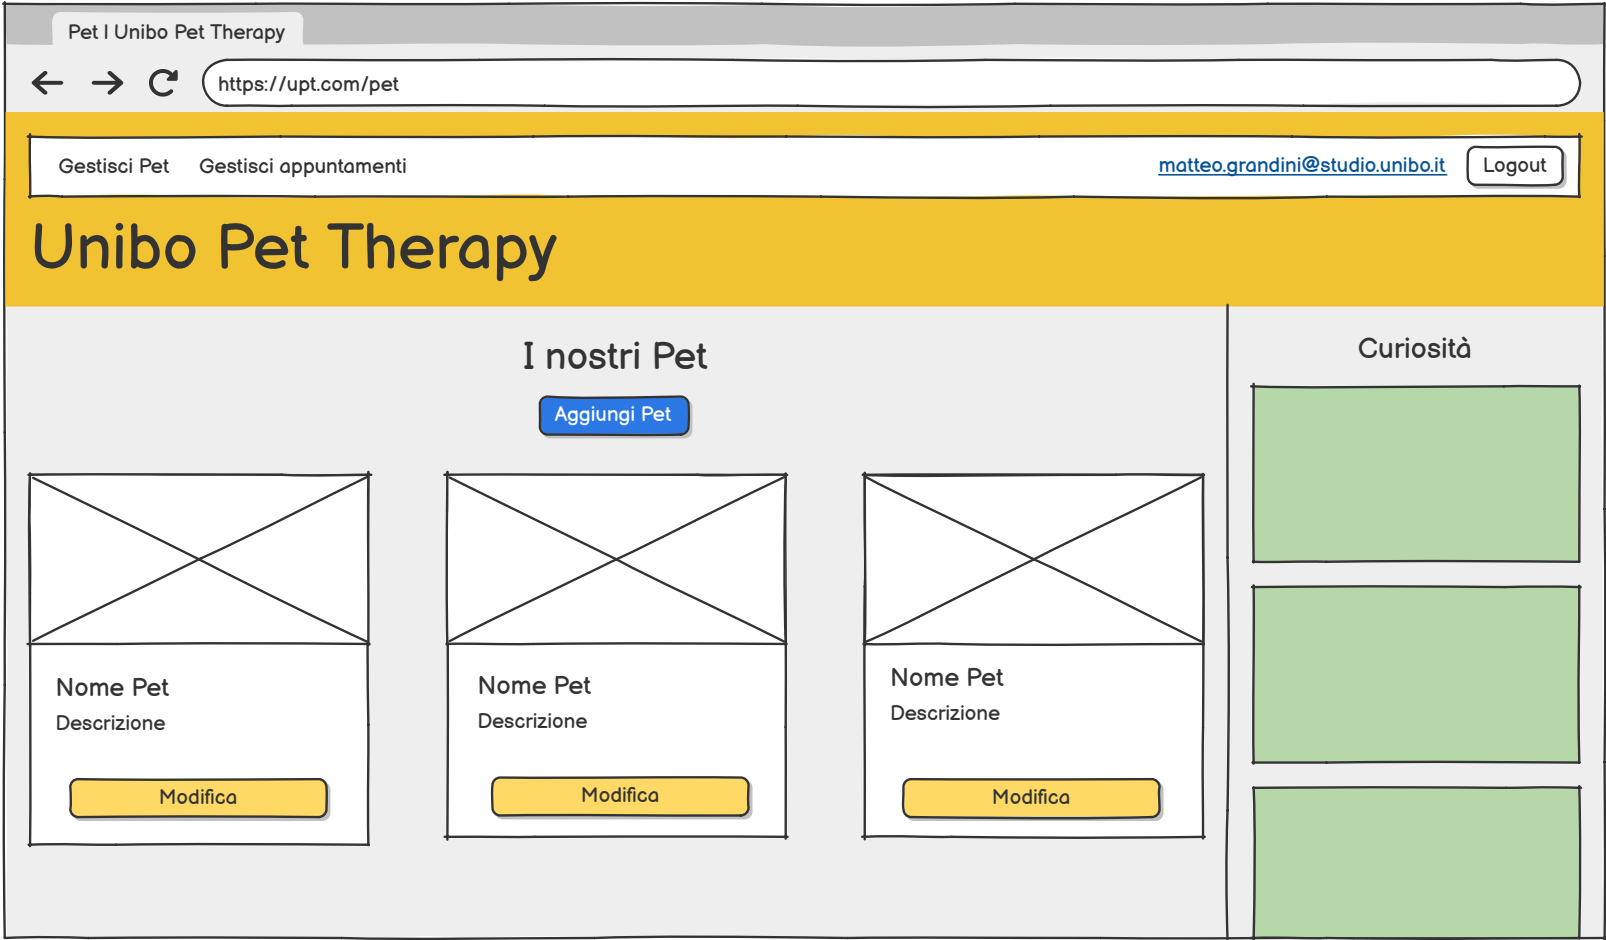 Pet | Unibo Pet Therapy
https://upt.com/pet
Gestisci Pet Gestisci appuntamenti matteo.grandini@studio.unibo.it Logout
Unibo Pet Therapy
I nostri Pet
Aggiungi Pet
Nome Pet
Descrizione
Modifica
Nome Pet
Descrizione
Modifica
Nome Pet
Descrizione
Modifica
Curiosità